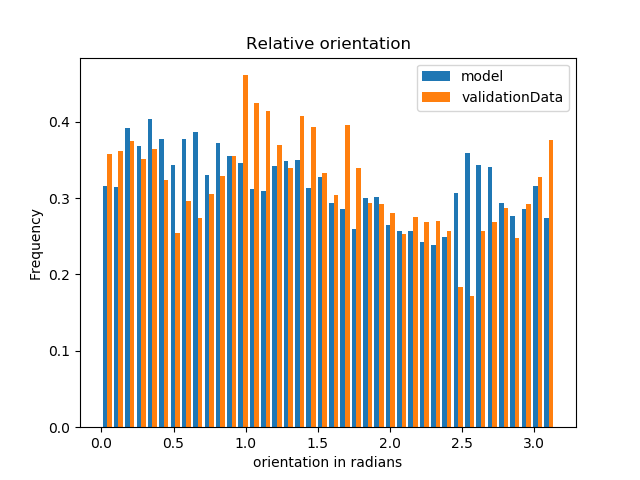 Relative orientation
model
validationData
Frequency
0.4
0.3
0.2
0.1
0.0
0.0 0.5 1.0 1.5 2.0 2.5 3.0
orientation in radians